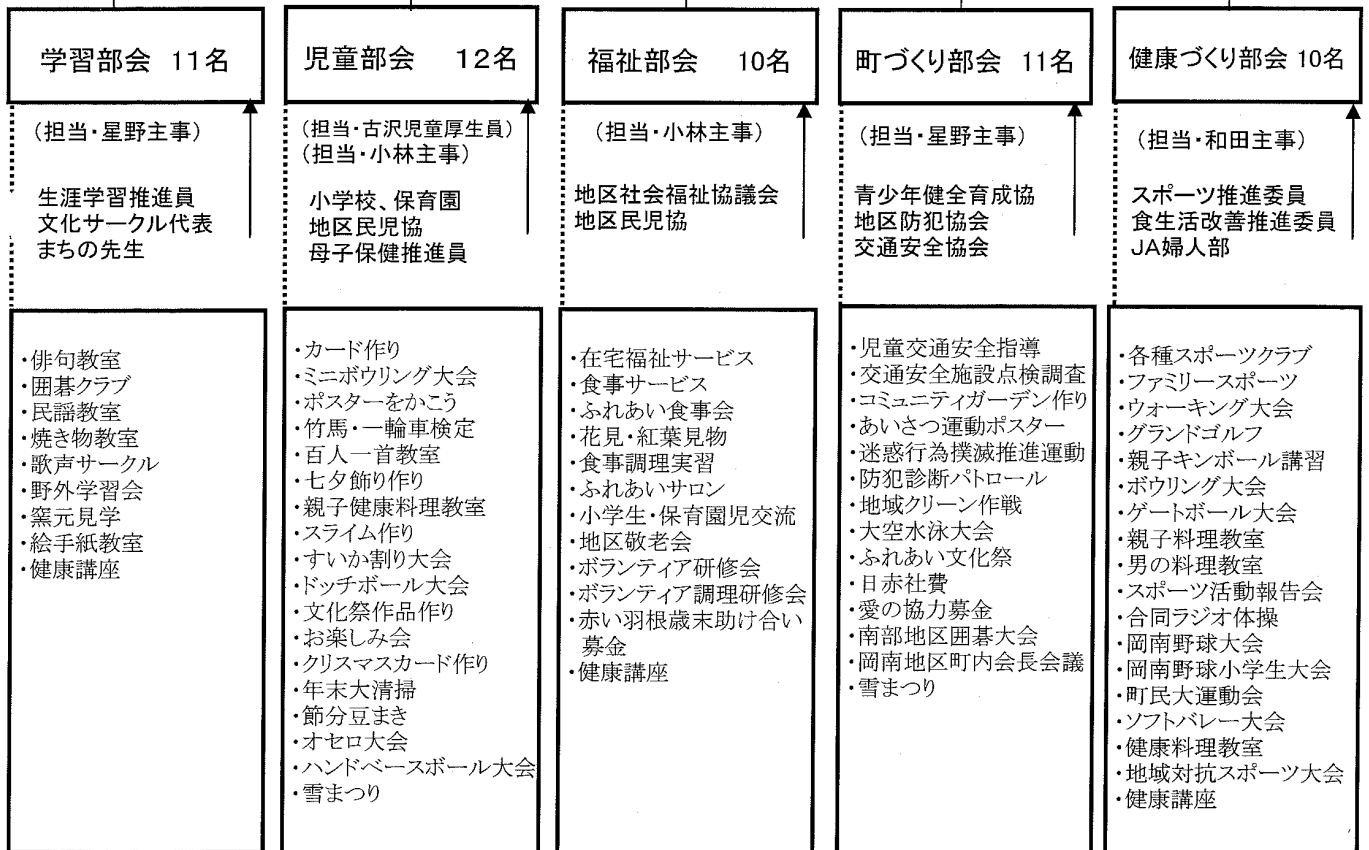 学習部会 11名
(担当・星野主事)
生涯学習推進員
文化サークル代表
まちの先生
・俳句教室
・囲碁クラブ
・民謡教室
・焼き物教室
・歌声サークル
・野外学習会
・窯元見学
・絵手紙教室
・健康講座
児童部会 12名
(担当・古沢児童厚生員)
(担当・小林主事)
小学校、保育園
地区民児協
母子保健推進員
・カード作り
・ミニボウリング大会
・ポスターをかこう
・竹馬・一輪車検定
・百人一首教室
・七夕飾り作り
・親子健康料理教室
・スライム作り
・すいか割り大会
・ドッチボール大会
・文化祭作品作り
・お楽しみ会
・クリスマスカード作り
・年末大清掃
・節分豆まき
・オセロ大会
・ハンドベースボール大会
・雪まつり
福祉部会 10名
(担当・小林主事)
地区社会福祉協議会
地区民児協
・在宅福祉サービス
・食事サービス
・ふれあい食事会
・花見・紅葉見物
・食事調理実習
・ふれあいサロン
・小学生・保育園児交流
・地区敬老会
・ボランティア研修会
・ボランティア調理研修会
・赤い羽根歳末助け合い
募金
・健康講座
町づくり部会 11名
(担当・星野主事)
青少年健全育成協
地区防犯協会
交通安全協会
・児童交通安全指導
・交通安全施設点検調査
・コミュニティガーデン作り
・あいさつ運動ポスター
・迷惑行為撲滅推進運動
・防犯診断パトロール
・地域クリーン作戦
・大空水泳大会
・ふれあい文化祭
・日赤社費
・愛の協力募金
・南部地区囲碁大会
・岡南地区町内会長会議
・雪まつり
健康づくり部会 10名
(担当・和田主事)
スポーツ推進委員
食生活改善推進委員
JA婦人部
・各種スポーツクラブ
・ファミリースポーツ
・ウォーキング大会
・グランドゴルフ
・親子キンボール講習
・ボウリング大会
・ゲートボール大会
・親子料理教室
・男の料理教室
・スポーツ活動報告会
・合同ラジオ体操
・岡南野球大会
・岡南野球小学生大会
・町民大運動会
・ソフトバレー大会
・健康料理教室
・地域対抗スポーツ大会
・健康講座